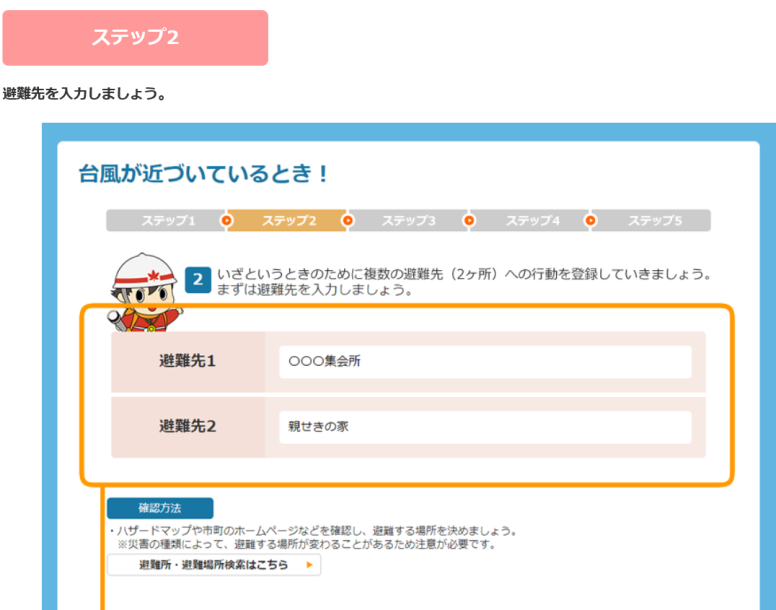 ステップ2
避難先を入力しましょう。
台風が近づいているとき！
ステップ1 ステップ2 ステップ3 ステップ4 ステップ5
2 いざというときのために複数の避難先（2ヶ所）への行動を登録していきましょう。
まずは避難先を入力しましょう。
避難先1 〇〇〇集会所
避難先2 親せきの家
確認方法
・ハザードマップや市町のホームページなどを確認し、避難する場所を決めましょう。
※災害の種類によって、避難する場所が変わることがあるため注意が必要です。
避難所・避難場所検索はこちら